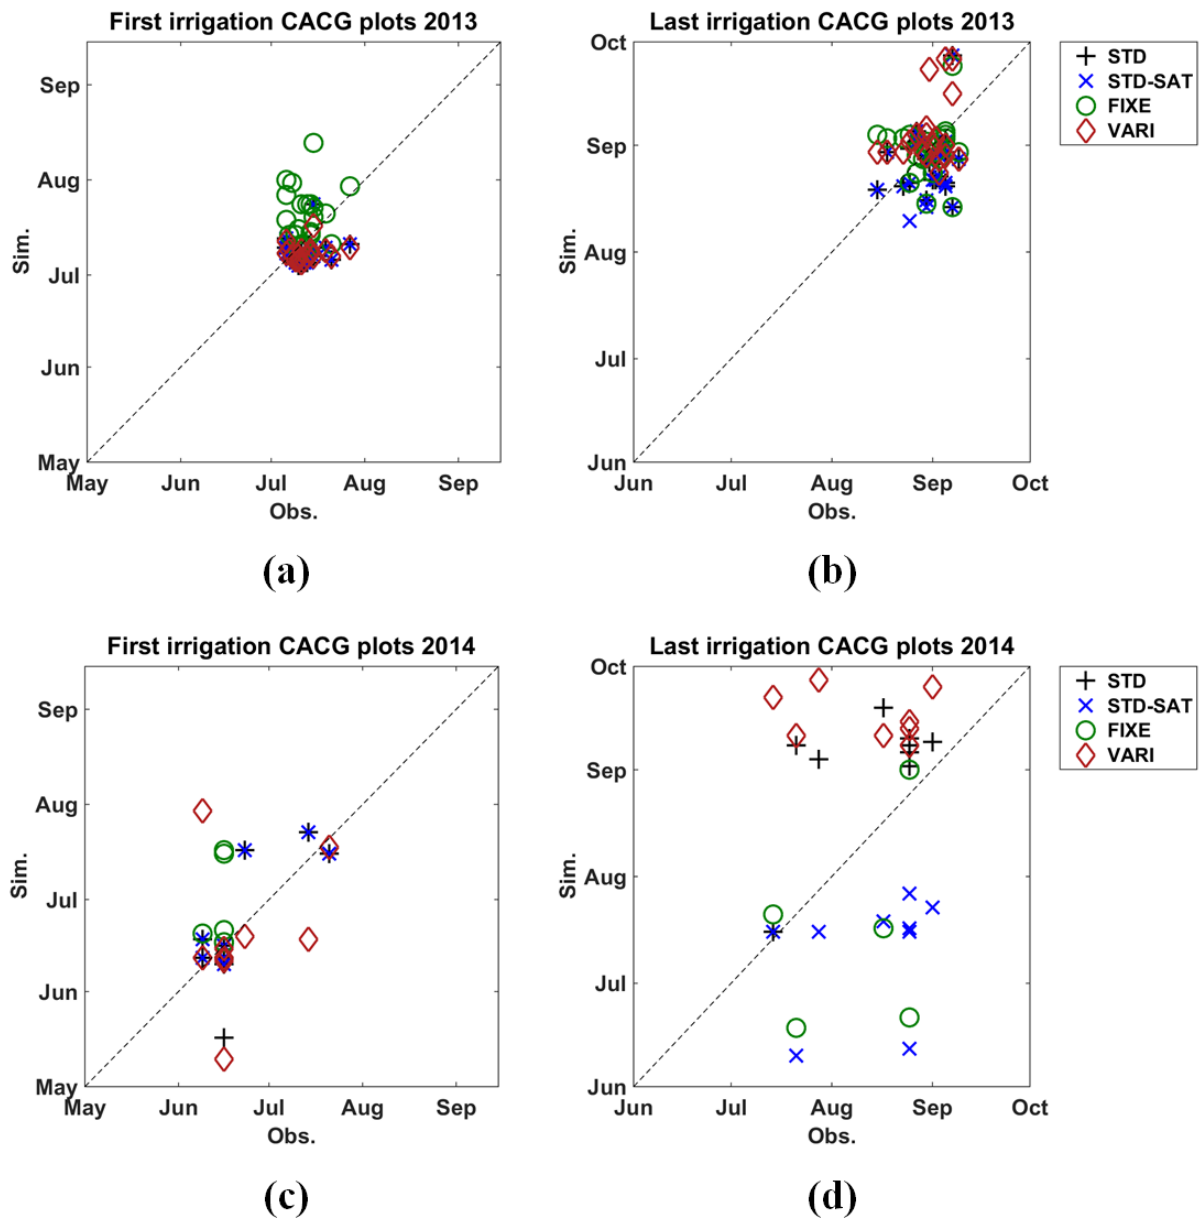 First irrigation CACG plots 2013
Sep
Aug
Jul
Jun
May
May Jun Jul Aug Sep
Sim.
Obs.
(a)
Last irrigation CACG plots 2013
Oct
Sep
Aug
Jul
Jun
Jun Jul Aug Sep Oct
Sim.
Obs.
(b)
STD
STD-SAT
FIXE
VARI
First irrigation CACG plots 2014
Sep
Aug
Jul
Jun
May
May Jun Jul Aug Sep
Sim.
Obs.
(c)
Last irrigation CACG plots 2014
Oct
Sep
Aug
Jul
Jun
Jun Jul Aug Sep Oct
Sim.
Obs.
(d)
STD
STD-SAT
FIXE
VARI